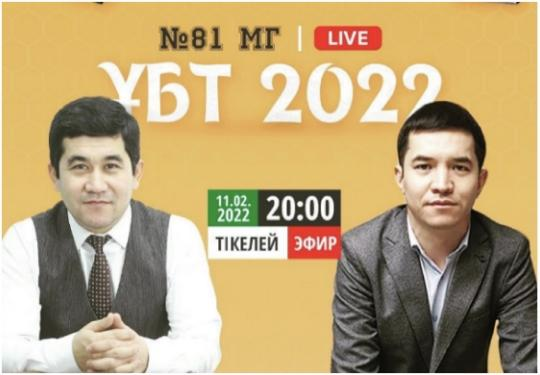 №81 МГ | LIVE
ҰБТ 2022
11.02.
2022
20:00
ТІКЕЛЕЙ ЭФИР